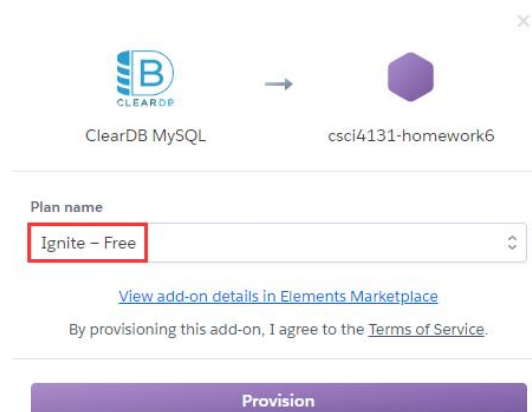 B
CLEARDB
ClearDB MySQL
csci4131-homework6
Plan name
Ignite – Free
View add-on details in Elements Marketplace
By provisioning this add-on, I agree to the Terms of Service.
Provision